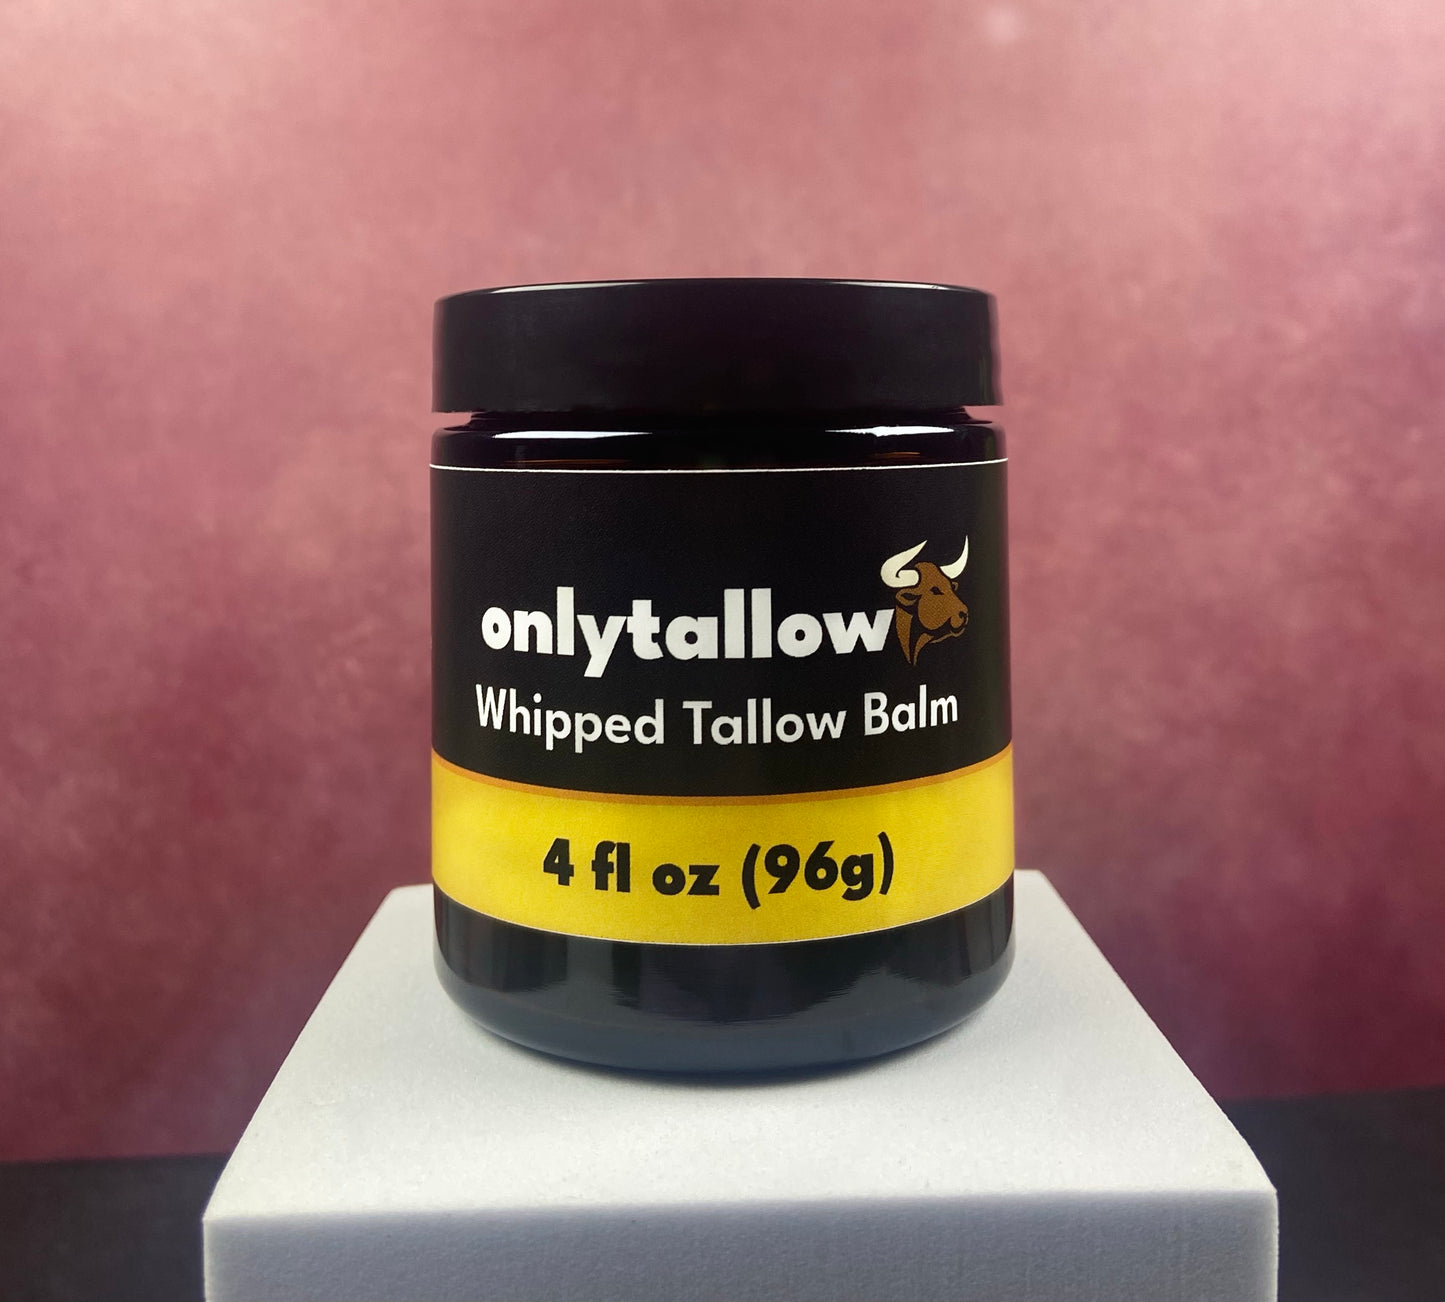 onlytallow
Whipped Tallow Balm
4 fl oz (96g)